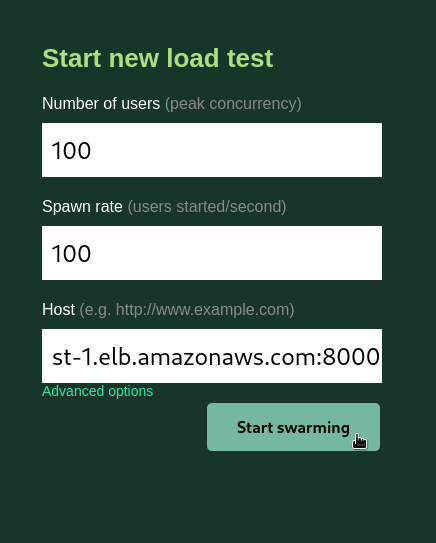 Start new load test
Number of users (peak concurrency)
100
Spawn rate (users started/second)
100
Host (e.g. http://www.example.com)
st-1.elb.amazonaws.com:8000
Advanced options
Start swarming